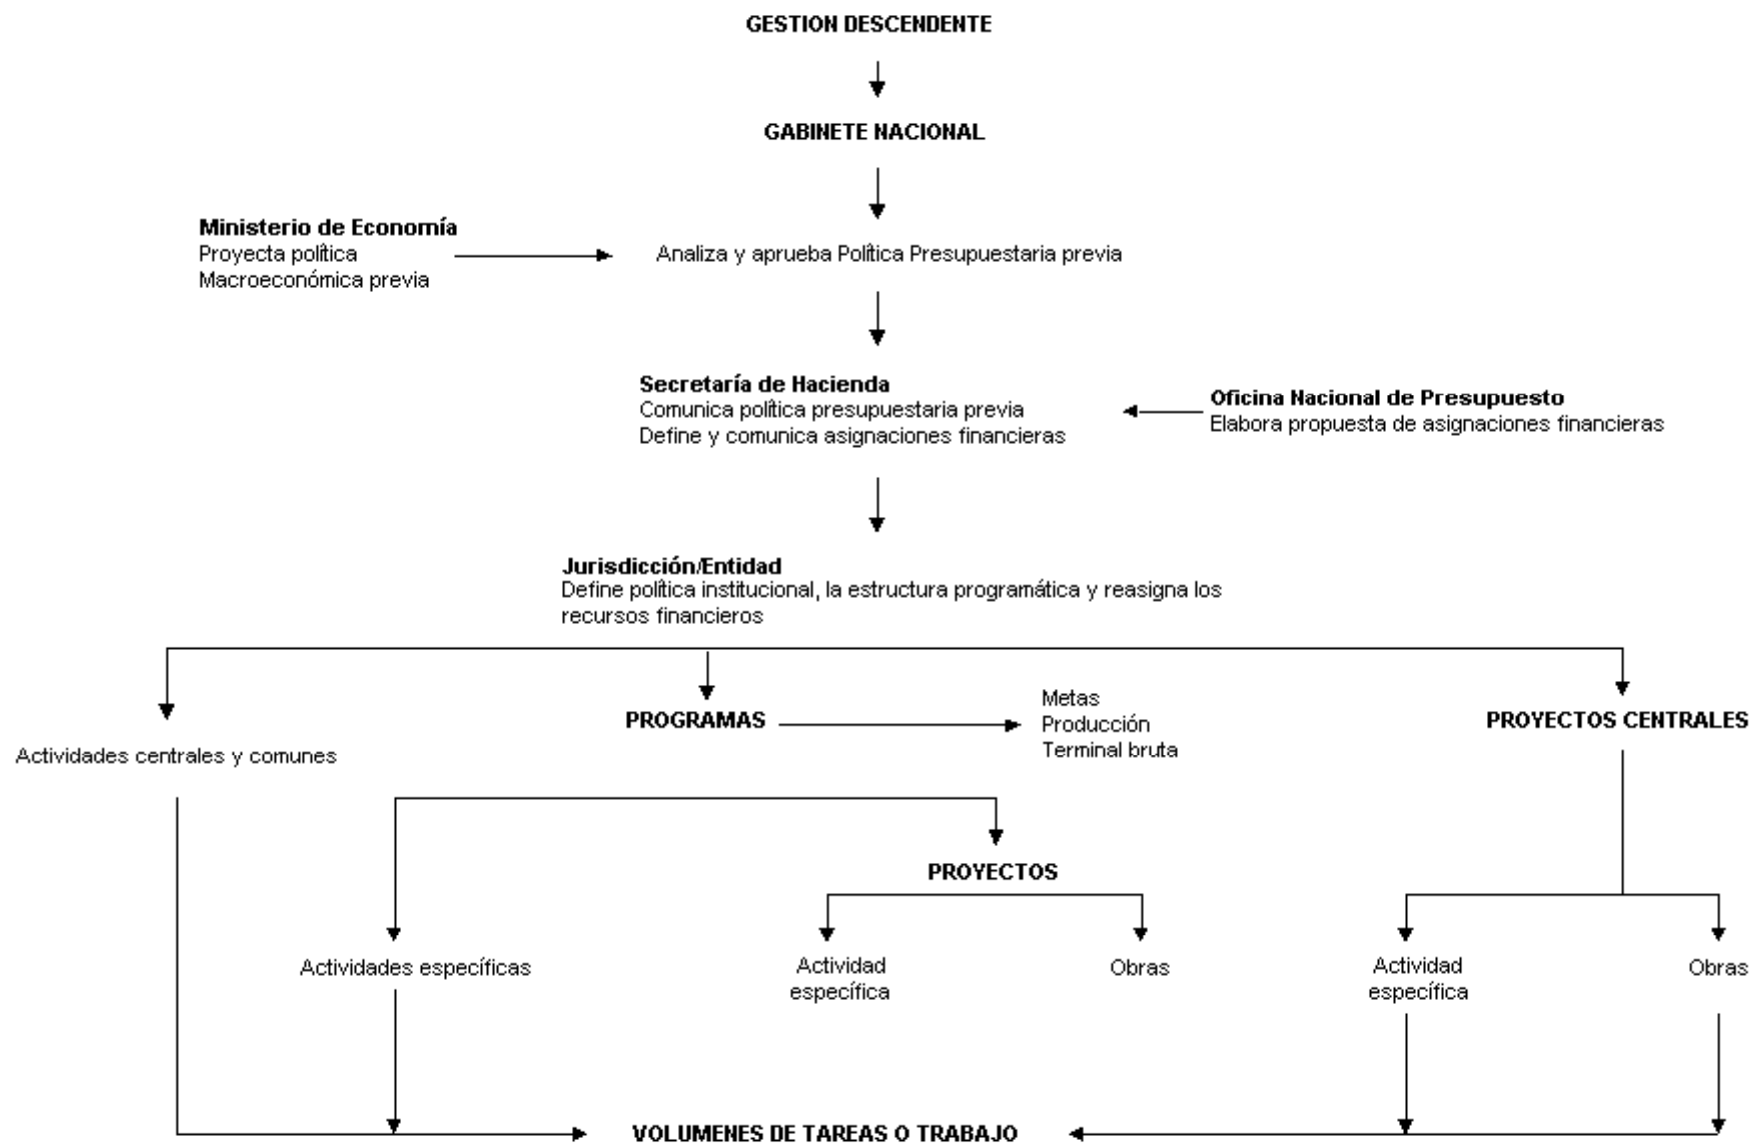 GESTION DESCENDENTE
GABINETE NACIONAL
Ministerio de Economía
Proyecta política
Macroeconómica previa
Analiza y aprueba Política Presupuestaria previa
Secretaría de Hacienda
Comunica política presupuestaria previa
Define y comunica asignaciones financieras
Oficina Nacional de Presupuesto
Elabora propuesta de asignaciones financieras
Jurisdicción/Entidad
Define política institucional, la estructura programática y reasigna los
recursos financieros
Actividades centrales y comunes
PROGRAMAS
Metas
Producción
Terminal bruta
PROYECTOS CENTRALES
PROYECTOS
Actividades específicas
Actividad
específica
Obras
Actividad
específica
Obras
VOLUMENES DE TAREAS O TRABAJO